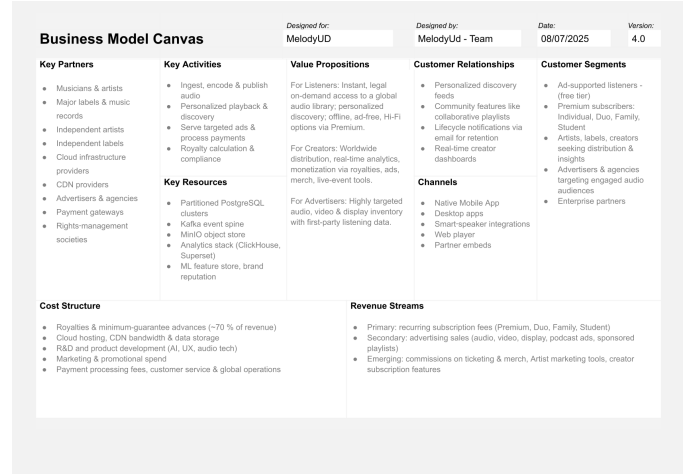 Business Model Canvas
Designed for:
MelodyUD
Designed by:
MelodyUd - Team
Date:
08/07/2025
Version:
4.0
Key Partners
● Musicians & artists
● Major labels & music
records
● Independent artists
● Independent labels
● Cloud infrastructure
providers
● CDN providers
● Advertisers & agencies
● Payment gateways
● Rights-management
societies
Key Activities
● Ingest, encode & publish
audio
● Personalized playback &
discovery
● Serve targeted ads &
process payments
● Royalty calculation &
compliance
Key Resources
● Partitioned PostgreSQL
clusters
● Kafka event spine
● MinIO object store
● Analytics stack (ClickHouse,
Superset)
● ML feature store, brand
reputation
Value Propositions
For Listeners: Instant, legal
on-demand access to a global
audio library; personalized
discovery; offline, ad-free, Hi-Fi
options via Premium.
For Creators: Worldwide
distribution, real-time analytics,
monetization via royalties, ads,
merch, live-event tools.
For Advertisers: Highly targeted
audio, video & display inventory
with first-party listening data.
Customer Relationships
● Personalized discovery
feeds
● Community features like
collaborative playlists
● Lifecycle notifications via
email for retention
● Real-time creator
dashboards
Channels
● Native Mobile App
● Desktop apps
● Smart-speaker integrations
● Web player
● Partner embeds
Customer Segments
● Ad-supported listeners -
(free tier)
● Premium subscribers:
Individual, Duo, Family,
Student
● Artists, labels, creators
seeking distribution &
insights
● Advertisers & agencies
targeting engaged audio
audiences
● Enterprise partners
Cost Structure
● Royalties & minimum-guarantee advances (~70 % of revenue)
● Cloud hosting, CDN bandwidth & data storage
● R&D and product development (AI, UX, audio tech)
● Marketing & promotional spend
● Payment processing fees, customer service & global operations
Revenue Streams
● Primary: recurring subscription fees (Premium, Duo, Family, Student)
● Secondary: advertising sales (audio, video, display, podcast ads, sponsored
playlists)
● Emerging: commissions on ticketing & merch, Artist marketing tools, creator
subscription features